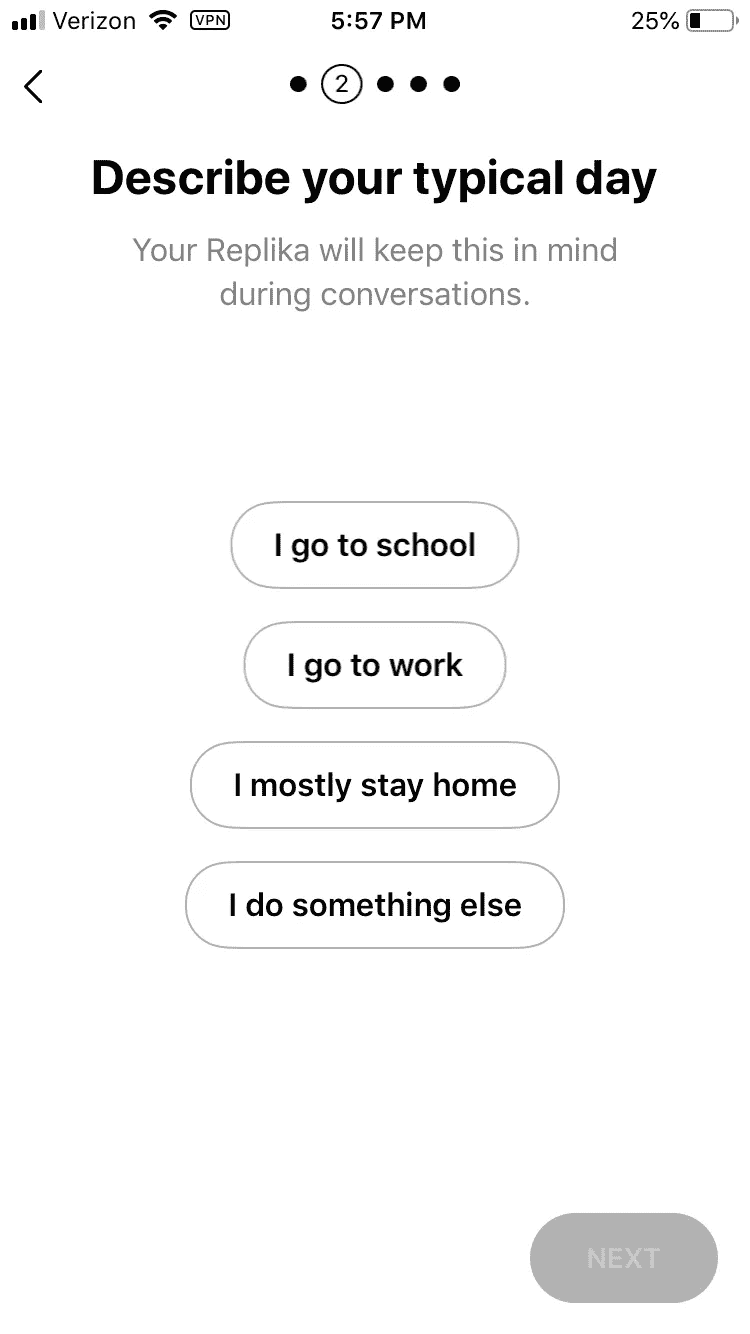 Verizon VPN 5:57 PM 25%
2
Describe your typical day
Your Replika will keep this in mind
during conversations.
I go to school
I go to work
I mostly stay home
I do something else
NEXT